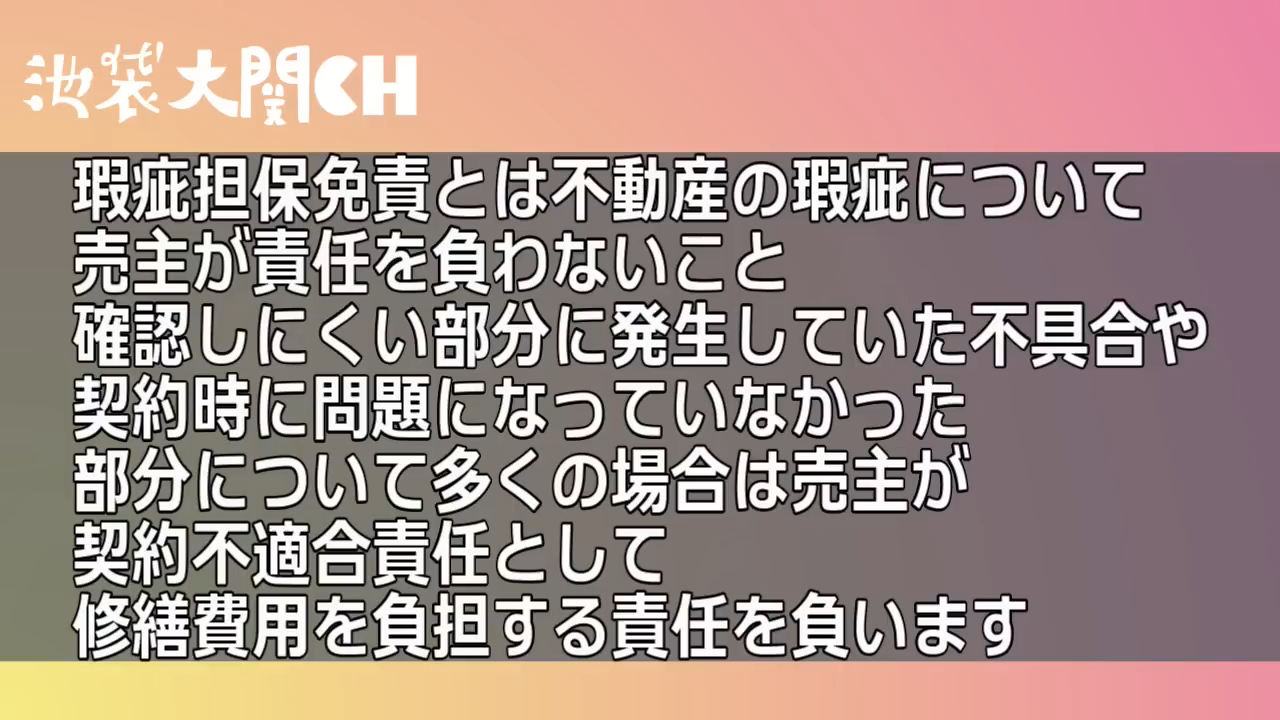 池袋大閧CH
瑕疵担保免責とは不動産の瑕疵について
売主が責任を負わないこと
確認しにくい部分に発生していた不具合や
契約時に問題になっていなかった
部分について多くの場合は売主が
契約不適合責任として
修繕費用を負担する責任を負います